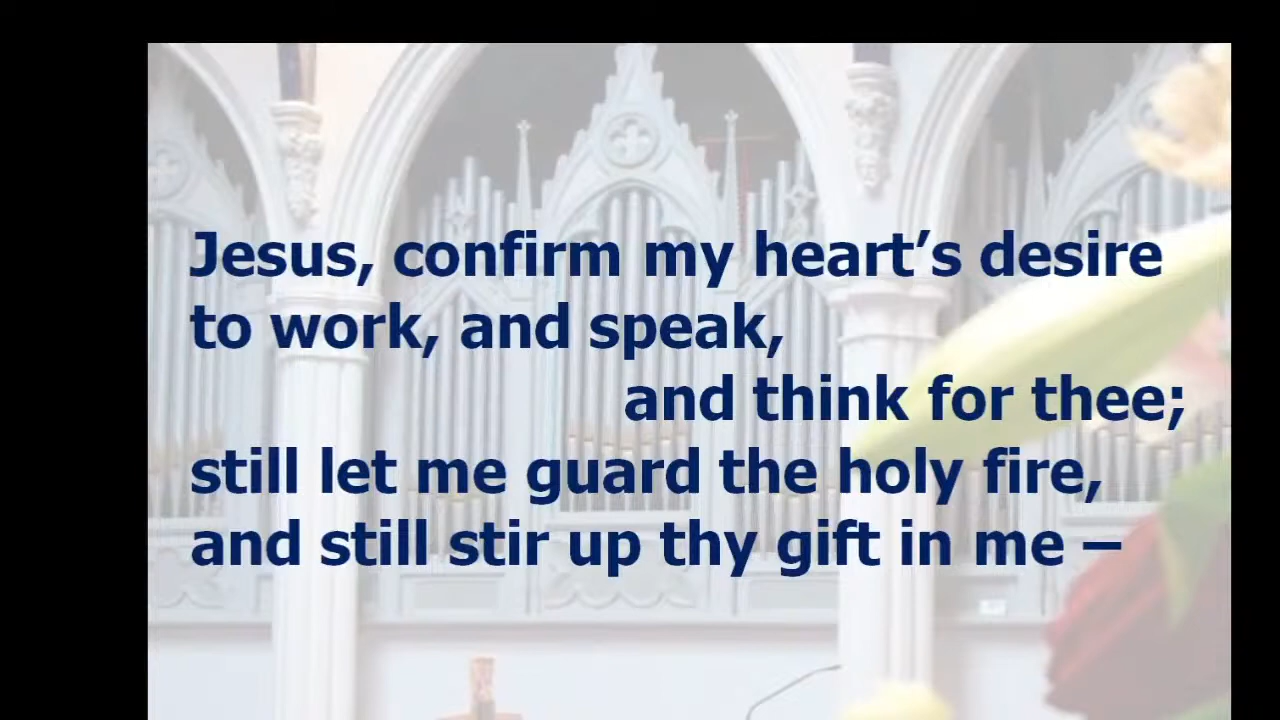 Jesus, confirm my heart’s desire
to work, and speak,
and think for thee;
still let me guard the holy fire,
and still stir up thy gift in me –